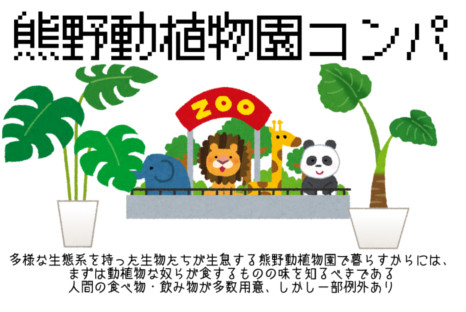 熊野動植物園コンパ
ZOO
多様な生態系を持った生物たちが生息する熊野動植物園で暮らすからには、
まずは動植物な奴らが食するものの味を知るべきである
人間の食べ物・飲み物が多数用意、しかし一部例外あり